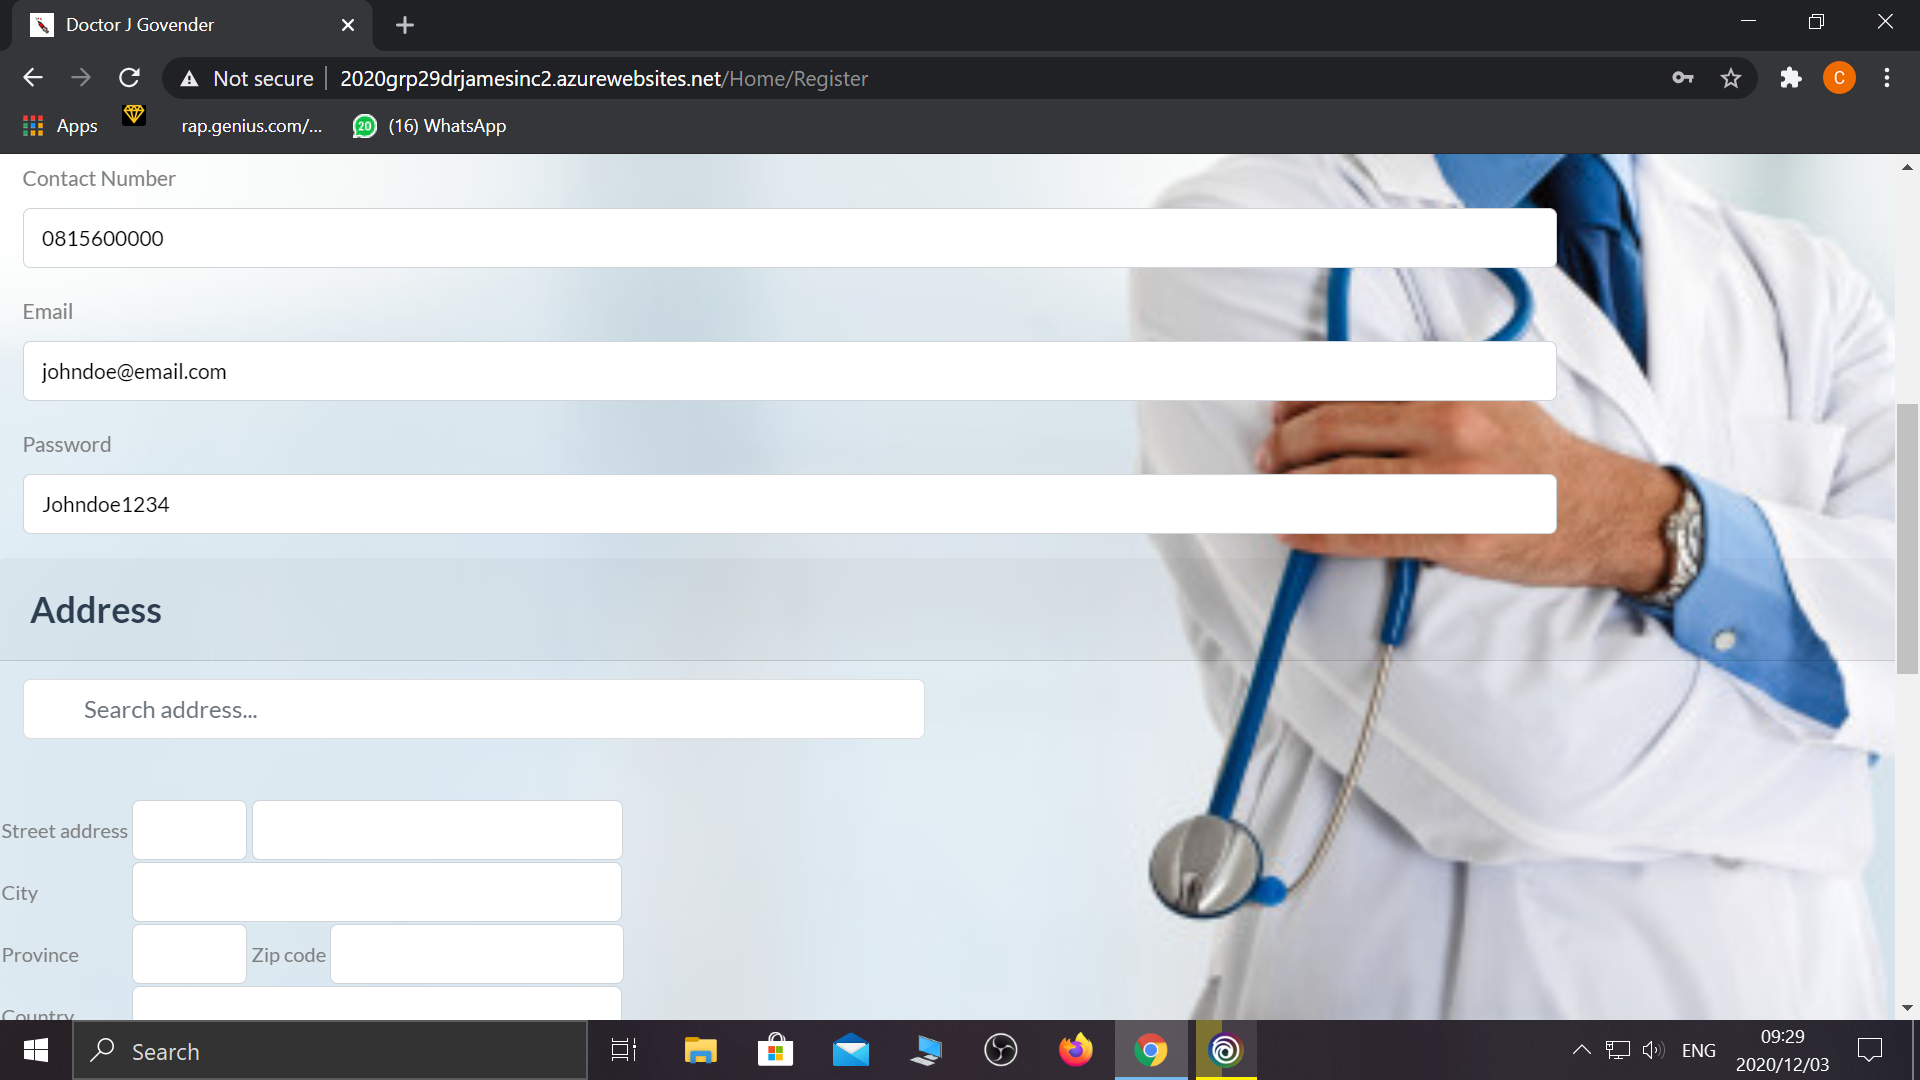 Doctor J Govender
Not secure 2020grp29drjamesinc2.azurewebsites.net/Home/Register
C
Apps rap.genius.com/... 20 (16) WhatsApp
Contact Number
0815600000
Email
johndoe@email.com
Password
Johndoe1234
Address
Search address...
Street address
City
Province Zip code
Country
Search
ENG
09:29
2020/12/03